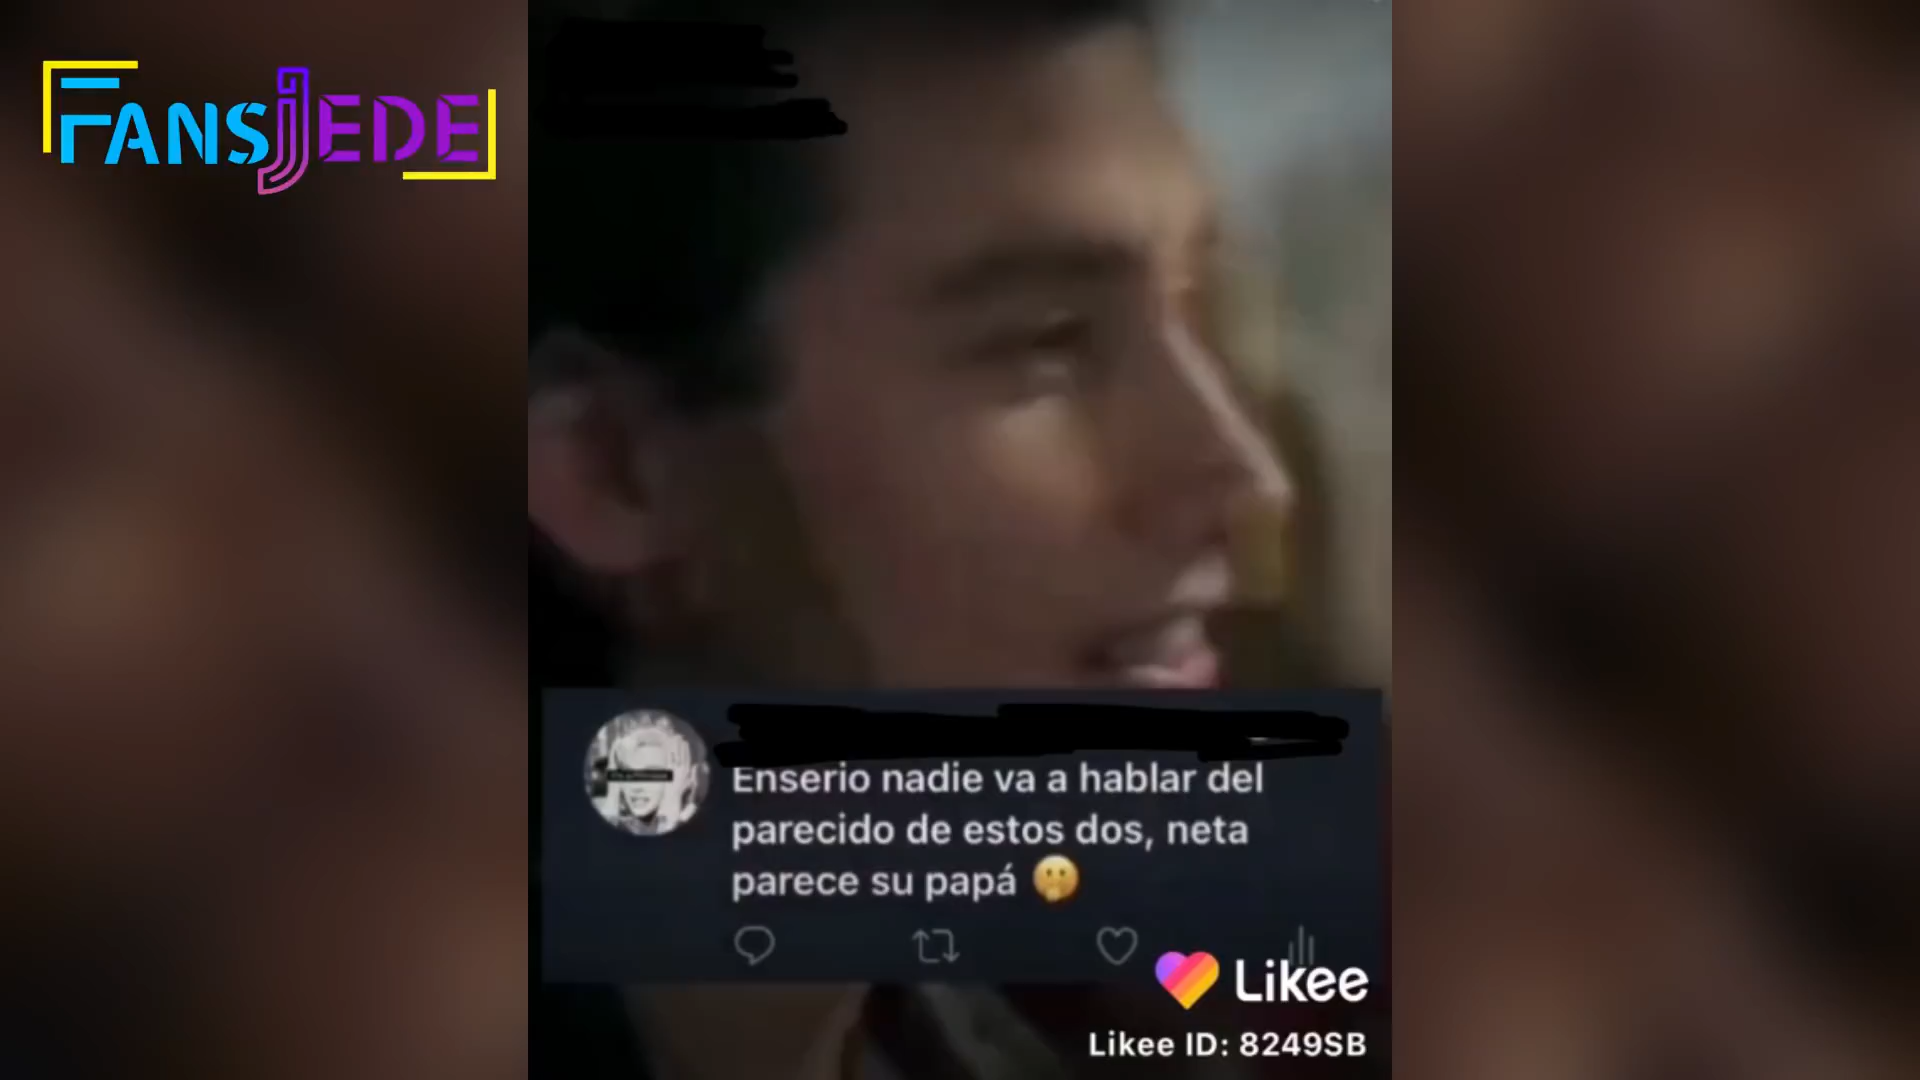 FANSJEDE
Enserio nadie va a hablar del
parecido de estos dos, neta
parece su papá 🤫
Likee
Likee ID: 8249SB